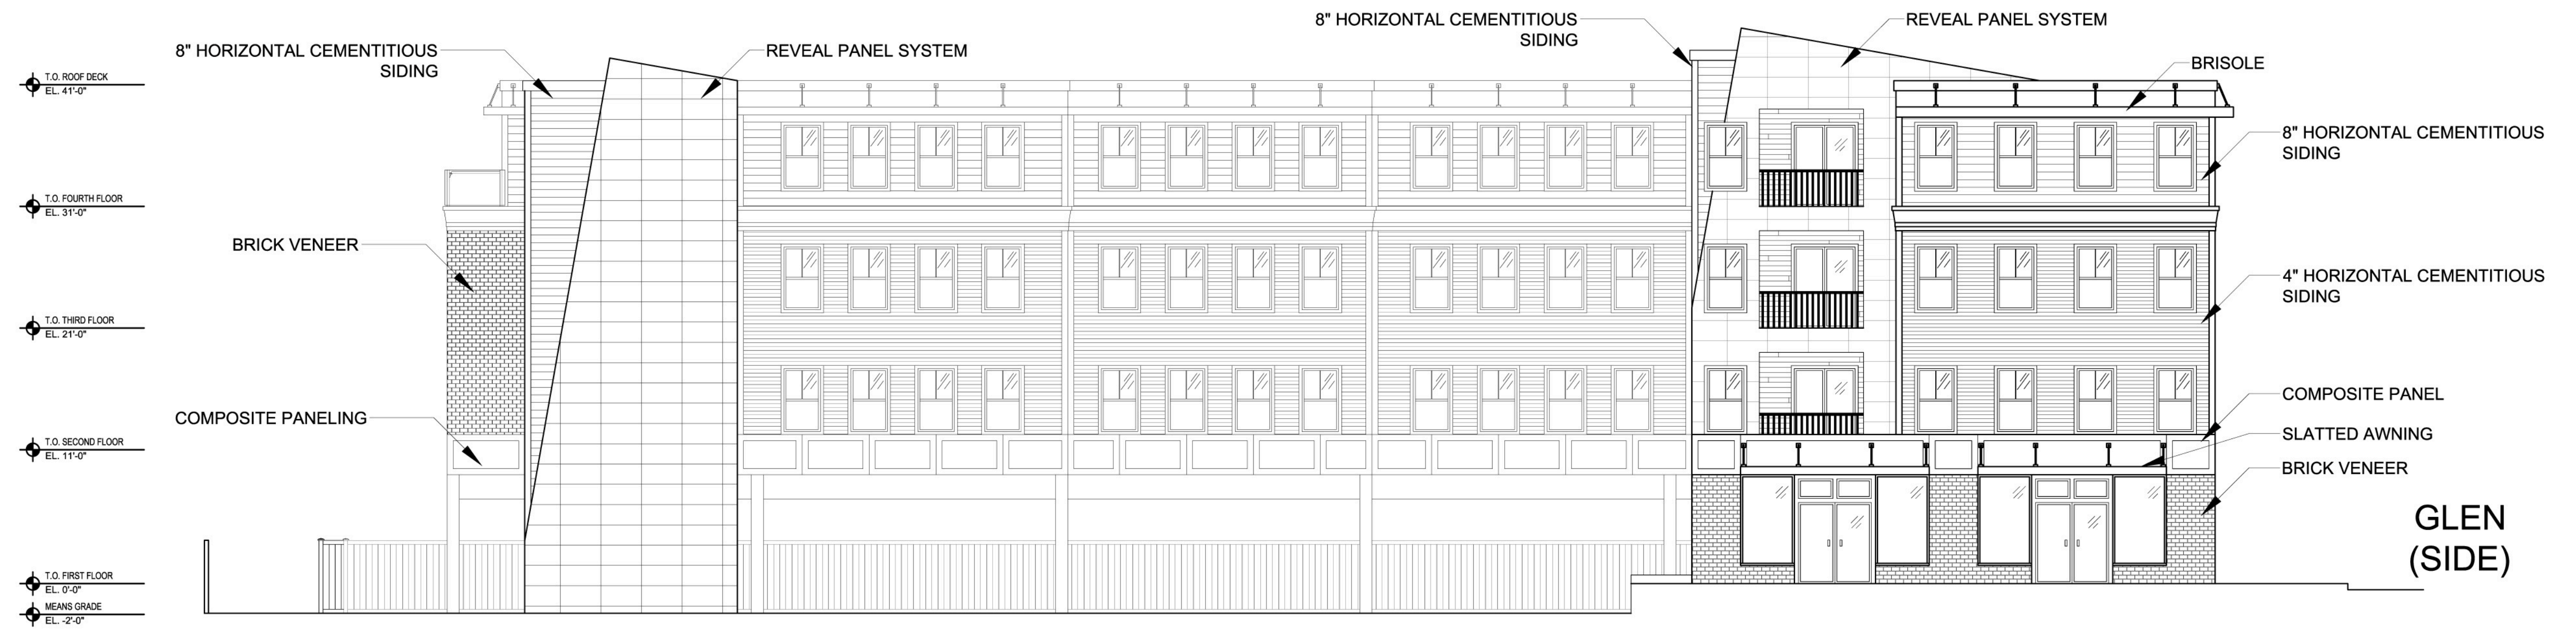 8" HORIZONTAL CEMENTITIOUS
SIDING
REVEAL PANEL SYSTEM
8" HORIZONTAL CEMENTITIOUS
SIDING
REVEAL PANEL SYSTEM
BRISOLE
T.O. ROOF DECK
EL. 41'-0"
8" HORIZONTAL CEMENTITIOUS
SIDING
T.O. FOURTH FLOOR
EL. 31'-0"
BRICK VENEER
4" HORIZONTAL CEMENTITIOUS
SIDING
T.O. THIRD FLOOR
EL. 21'-0"
COMPOSITE PANELING
COMPOSITE PANEL
SLATTED AWNING
BRICK VENEER
T.O. SECOND FLOOR
EL. 11'-0"
GLEN
(SIDE)
T.O. FIRST FLOOR
EL. 0'-0"
MEANS GRADE
EL. -2'-0"